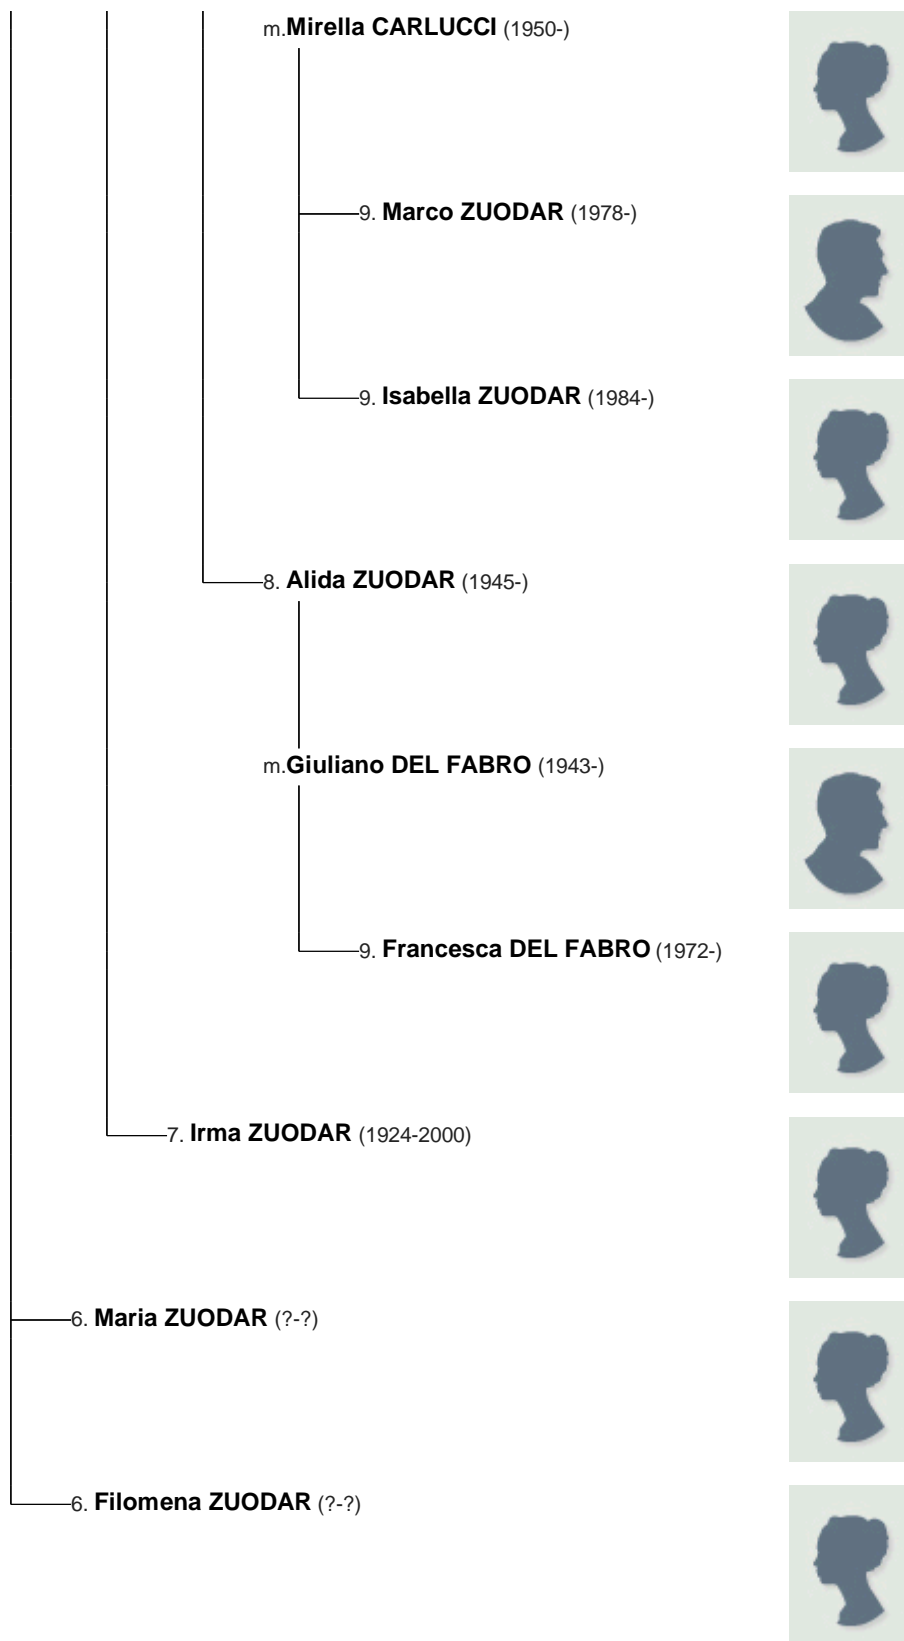 m.Mirella CARLUCCI (1950-)
9. Marco ZUODAR (1978-)
9. Isabella ZUODAR (1984-)
8. Alida ZUODAR (1945-)
m.Giuliano DEL FABRO (1943-)
9. Francesca DEL FABRO (1972-)
7. Irma ZUODAR (1924-2000)
6. Maria ZUODAR (?-?)
6. Filomena ZUODAR (?-?)